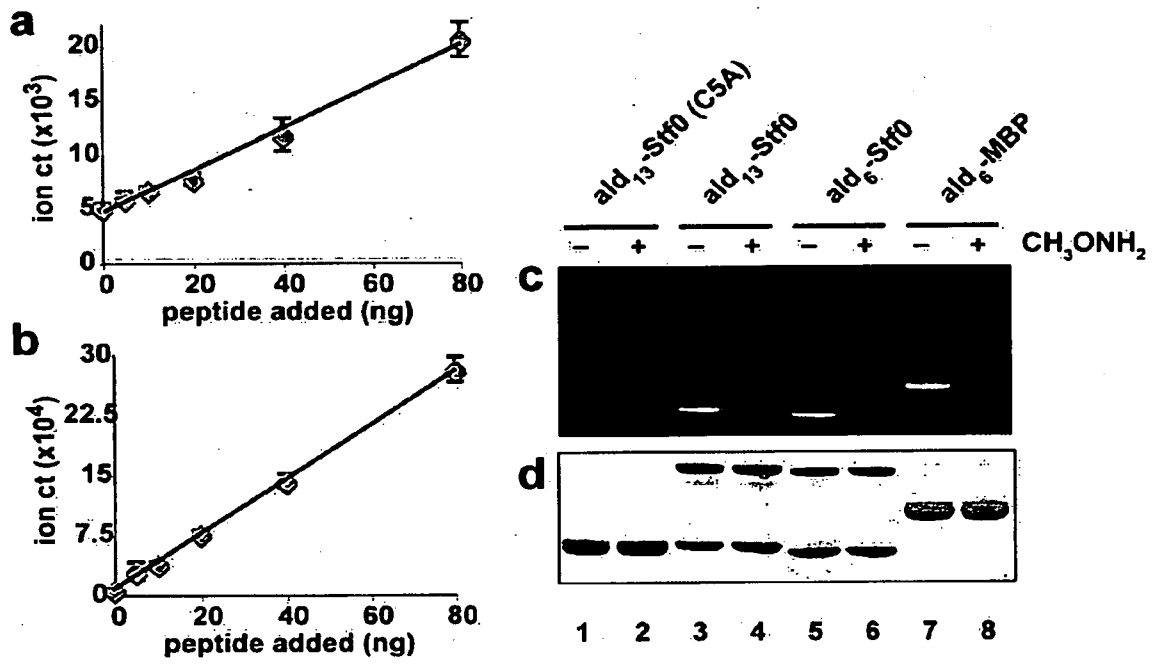 a
20
15
10
5
0
ion ct (x10³)
0 20 40 60 80
peptide added (ng)
b
30
22.5
15
7.5
0
ion ct (x10⁴)
0 20 40 60 80
peptide added (ng)
ald₁₃-Stf0 (C5A)
ald₁₃-Stf0
ald₆-Stf0
ald₆-MBP
− + − + − + − + CH₃ONH₂
c
d
1 2 3 4 5 6 7 8